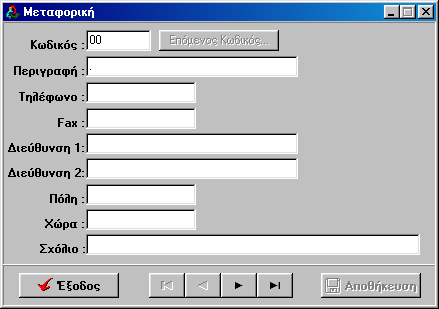 Μεταφορική
Κωδικός : 00 Επόμενος Κωδικός...
Περιγραφή : .
Τηλέφωνο :
Fax :
Διεύθυνση 1:
Διεύθυνση 2:
Πόλη :
Χώρα :
Σχόλιο :
Έξοδος Αποθήκευση